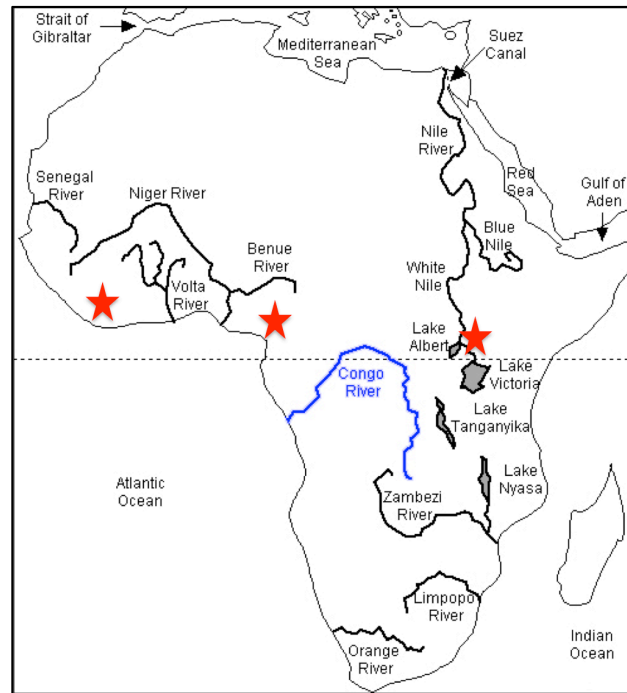 Strait of
Gibraltar
Mediterranean
Sea
Suez
Canal
Nile
River
Red
Sea
Gulf of
Aden
Senegal
River
Niger River
Benue
River
Blue
Nile
Volta
River
White
Nile
Lake
Albert
Lake
Victoria
Congo
River
Lake
Tanganyika
Atlantic
Ocean
Lake
Nyasa
Zambezi
River
Limpopo
River
Orange
River
Indian
Ocean